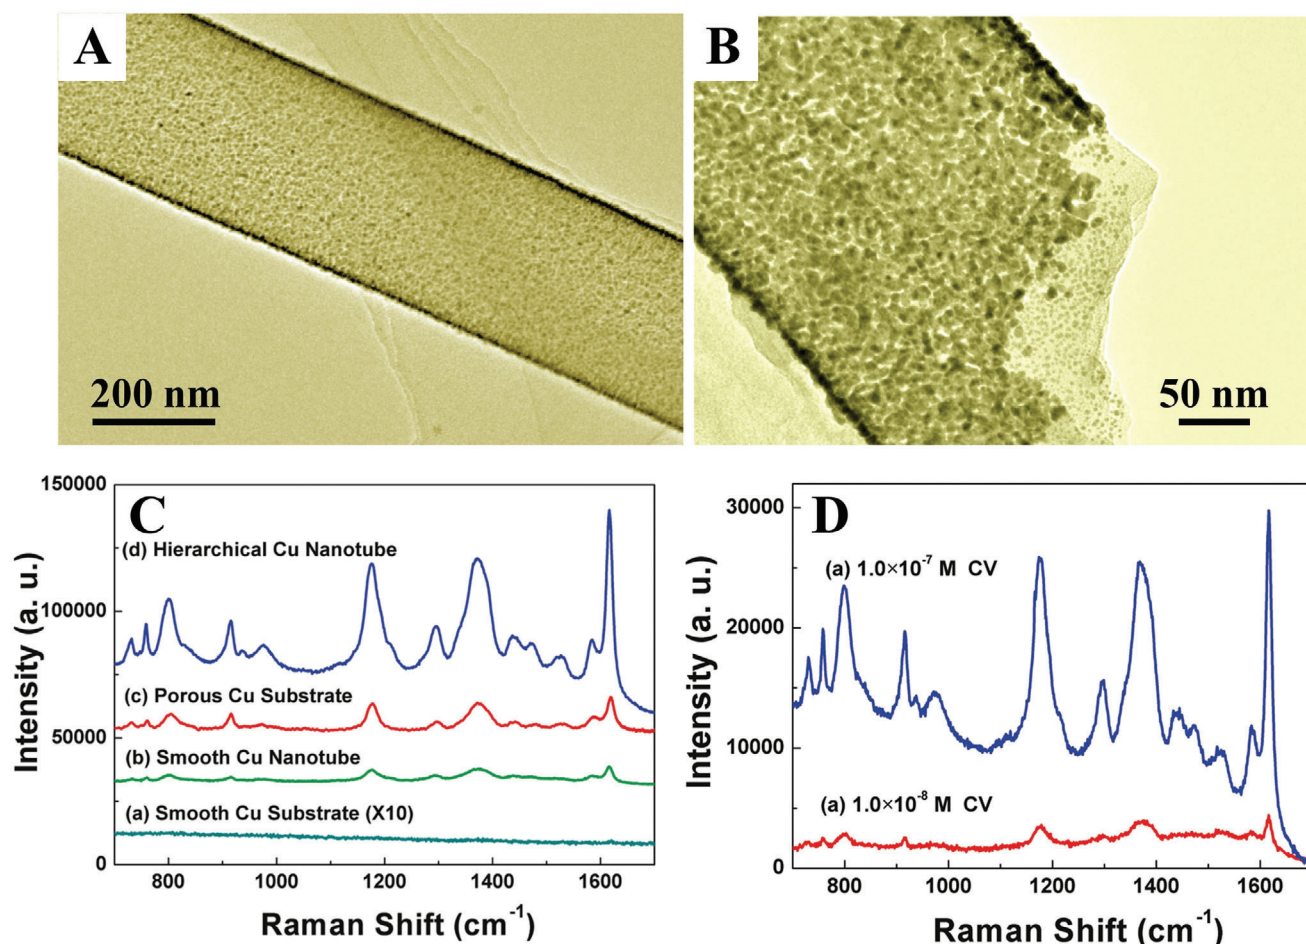 A
200 nm
B
50 nm
C
Intensity (a. u.)
150000
100000
50000
0
(d) Hierarchical Cu Nanotube
(c) Porous Cu Substrate
(b) Smooth Cu Nanotube
(a) Smooth Cu Substrate (X10)
800 1000 1200 1400 1600
Raman Shift (cm⁻¹)
D
Intensity (a. u.)
30000
20000
10000
0
(a) 1.0×10⁻⁷ M CV
(a) 1.0×10⁻⁸ M CV
800 1000 1200 1400 1600
Raman Shift (cm⁻¹)